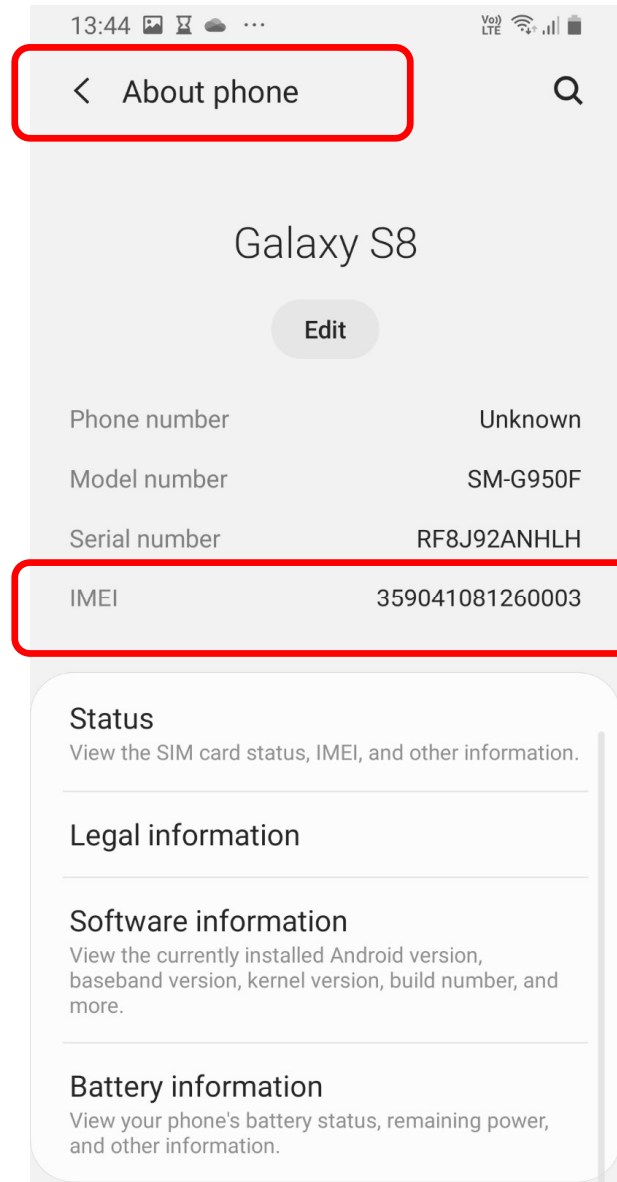 13:44 ···
Vo)) LTE
About phone
Galaxy S8
Edit
Phone number Unknown
Model number SM-G950F
Serial number RF8J92ANHLH
IMEI 359041081260003
Status
View the SIM card status, IMEI, and other information.
Legal information
Software information
View the currently installed Android version,
baseband version, kernel version, build number, and
more.
Battery information
View your phone's battery status, remaining power,
and other information.